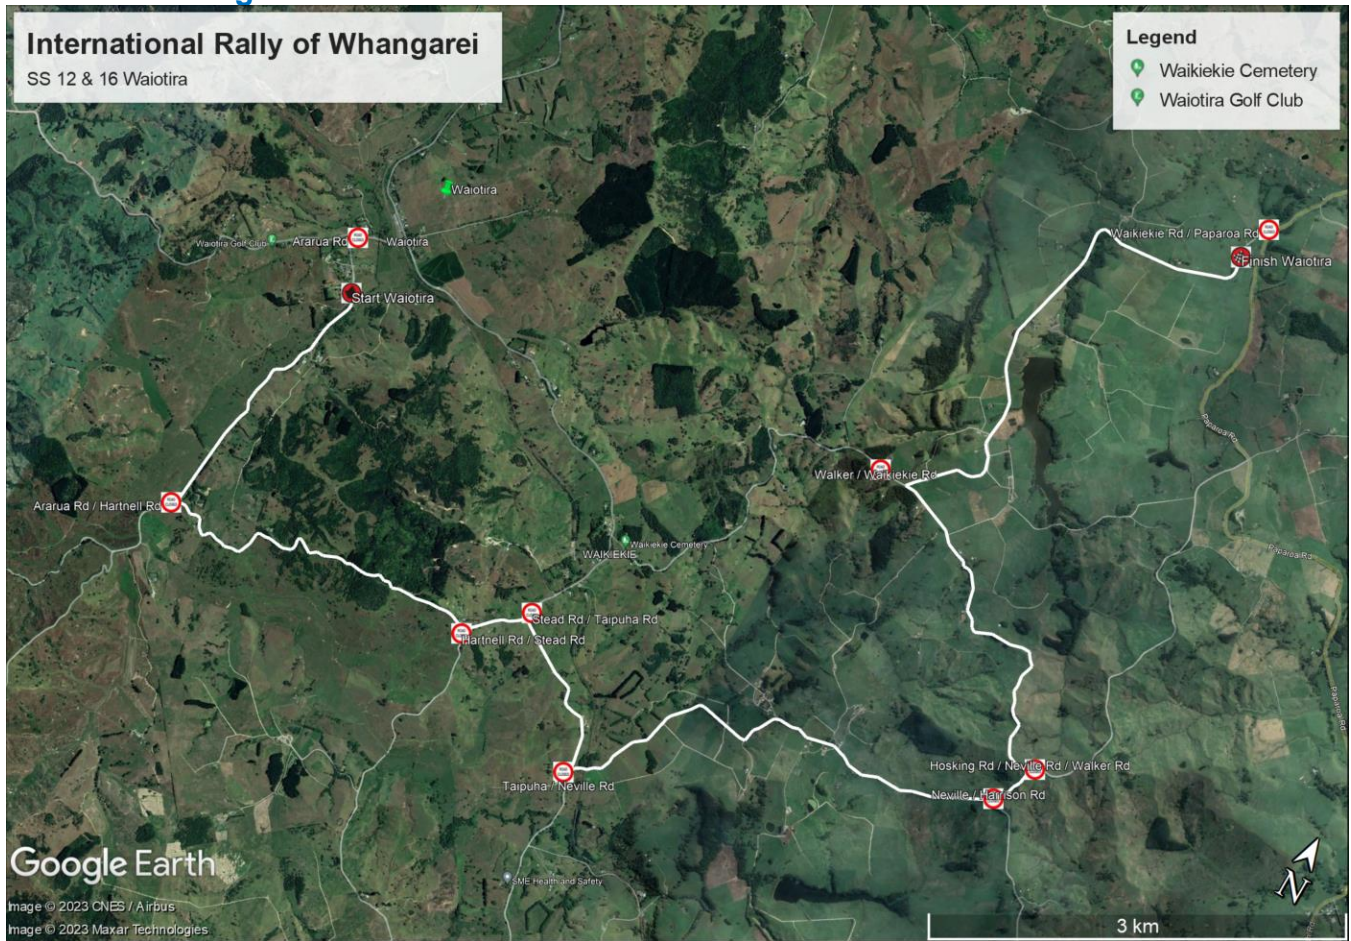 International Rally of Whangarei
SS 12 & 16 Waiotira
Legend
Waikiekie Cemetery
Waiotira Golf Club
Waiotira
Waiotira Golf Club
Ararua Rd
Waiotira
Waikiekie Rd / Paparoa Rd
Finish Waiotira
Start Waiotira
Paparoa Rd
Walker / Waikiekie Rd
Ararua Rd / Hartnell Rd
Waikiekie Cemetery
WAIKIEKIE
Paparoa Rd
Stead Rd / Taipuha Rd
Hartnell Rd / Stead Rd
Paparoa Rd
Hosking Rd / Neville Rd / Walker Rd
Taipuha / Neville Rd
Neville / Harrison Rd
Google Earth
SME Health and Safety
N
Image © 2023 CNES / Airbus
Image © 2023 Maxar Technologies
3 km